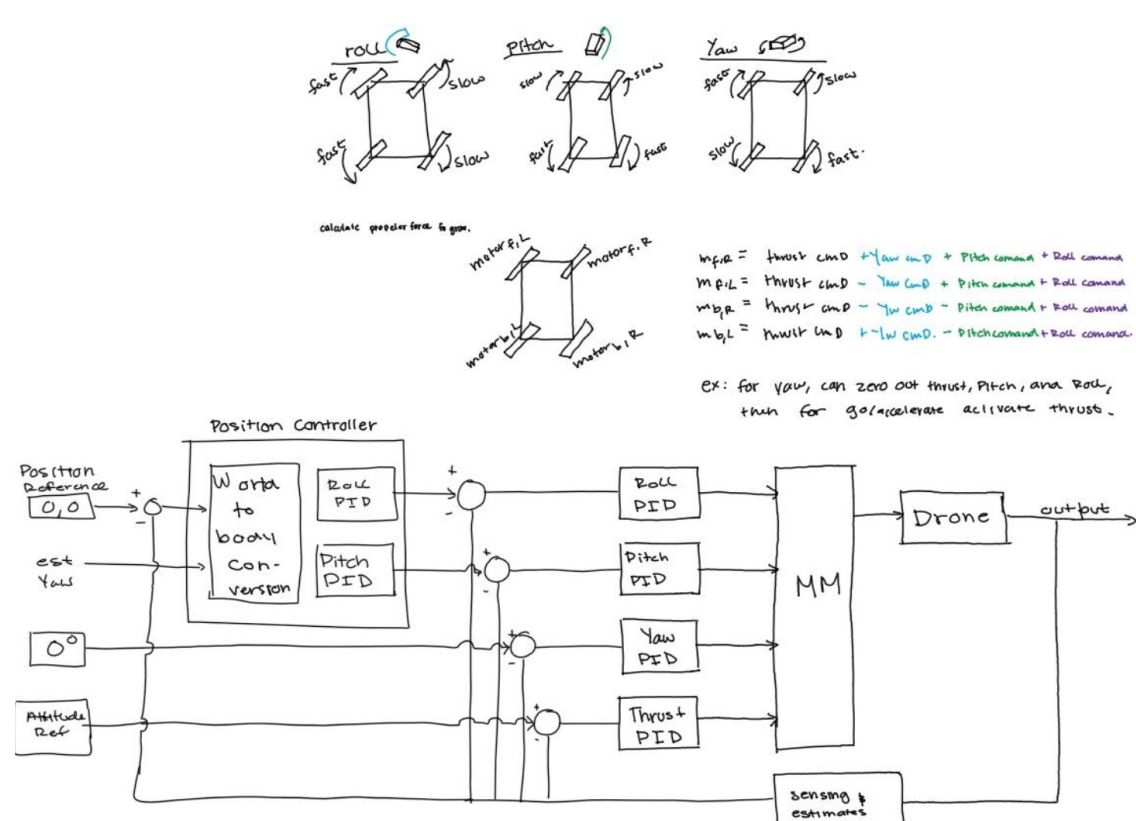 roll
Pitch
Yaw
fast
slow
fast
slow
slow
slow
fast
fast
fast
slow
slow
fast.
calculate propeler force to grow.
motor f,L
motor f,R
motor b,L
motor b,R
m f,R = thrust cmD + Yaw cmD + Pitch comand + Roll comand
m f,L = thrust cmD - Yaw cmD + Pitch comand + Roll comand
m b,R = thrust cmD - Yw cmD - Pitch comand + Roll comand
m b,L = thrust cmD + -Yw cmD. - Pitch comand + Roll comand.
ex: for yaw, can zero out thrust, Pitch, and Roll,
then for go/accelerate activate thrust.
Position Controller
Position
Reference
0,0
+
-
est
Yaw
World
to
body
con-
version
Roll
PID
Pitch
PID
+
-
+
-
0°
+
-
Altitude
Ref
+
-
Roll
PID
Pitch
PID
Yaw
PID
Thrust
PID
MM
Drone
output
sensing &
estimates